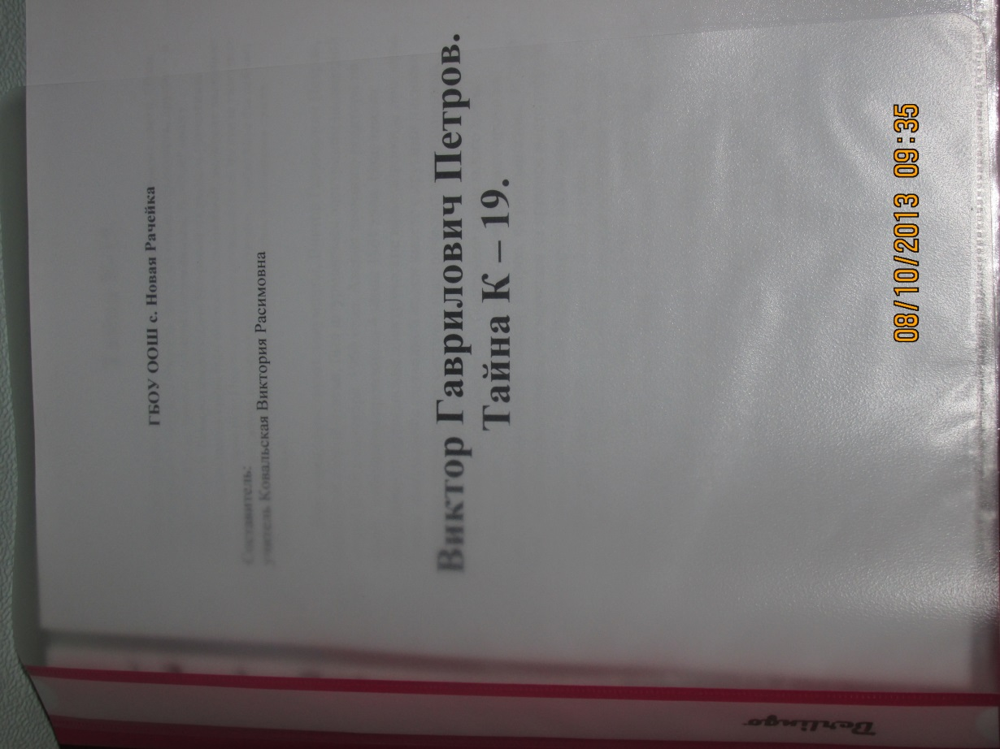 ГБОУ ООШ с. Новая Рачейка
Составитель:
учитель Ковальская Виктория Расимовна
Виктор Гаврилович Петров.
Тайна К – 19.
08/10/2013 09:35
Berlingo